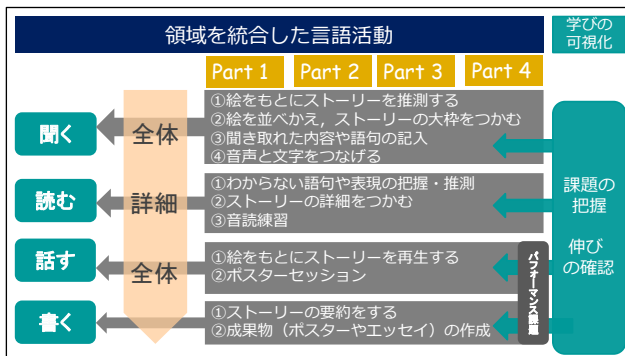 領域を統合した言語活動
学びの
可視化
Part 1
Part 2
Part 3
Part 4
聞く
全体
①絵をもとにストーリーを推測する
②絵を並べかえ，ストーリーの大枠をつかむ
③聞き取れた内容や語句の記入
④音声と文字をつなげる
読む
詳細
①わからない語句や表現の把握・推測
②ストーリーの詳細をつかむ
③音読練習
話す
全体
①絵をもとにストーリーを再生する
②ポスターセッション
書く
①ストーリーの要約をする
②成果物（ポスターやエッセイ）の作成
パフォーマンス課題
課題の
把握
伸び
の確認